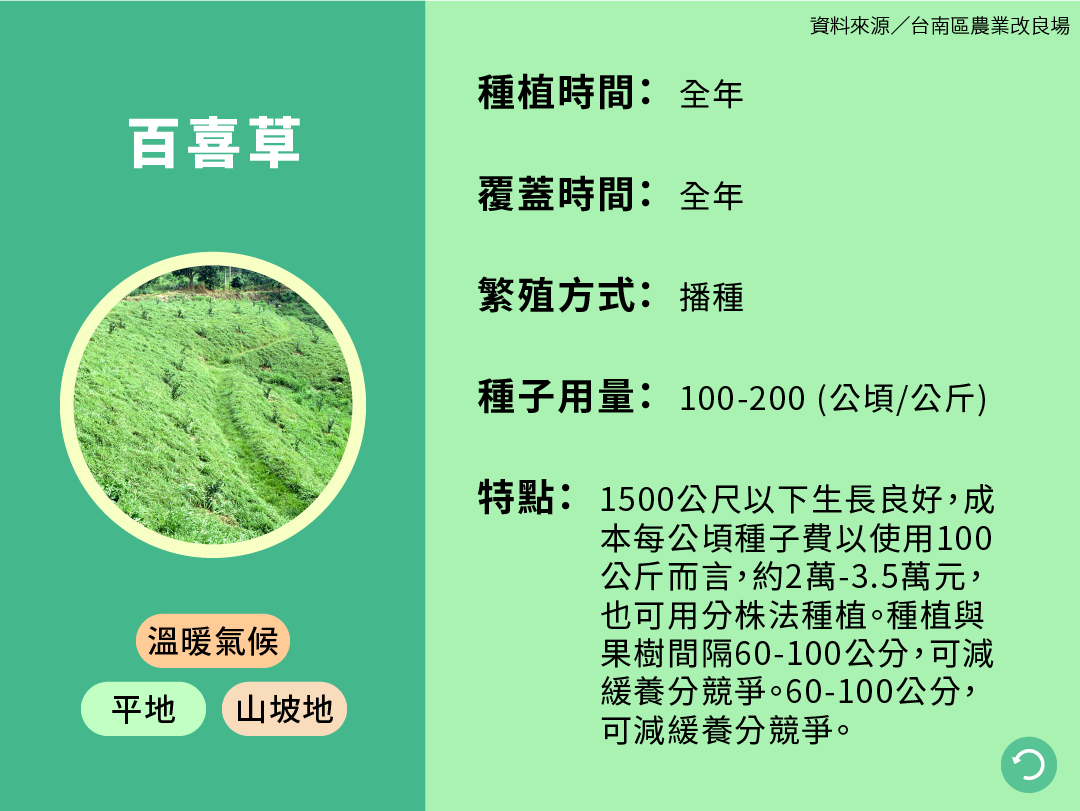 資料來源／台南區農業改良場
百喜草
溫暖氣候
平地
山坡地
種植時間： 全年
覆蓋時間： 全年
繁殖方式： 播種
種子用量： 100-200 (公頃/公斤)
特點： 1500公尺以下生長良好，成
本每公頃種子費以使用100
公斤而言，約2萬-3.5萬元，
也可用分株法種植。種植與
果樹間隔60-100公分，可減
緩養分競爭。60-100公分，
可減緩養分競爭。